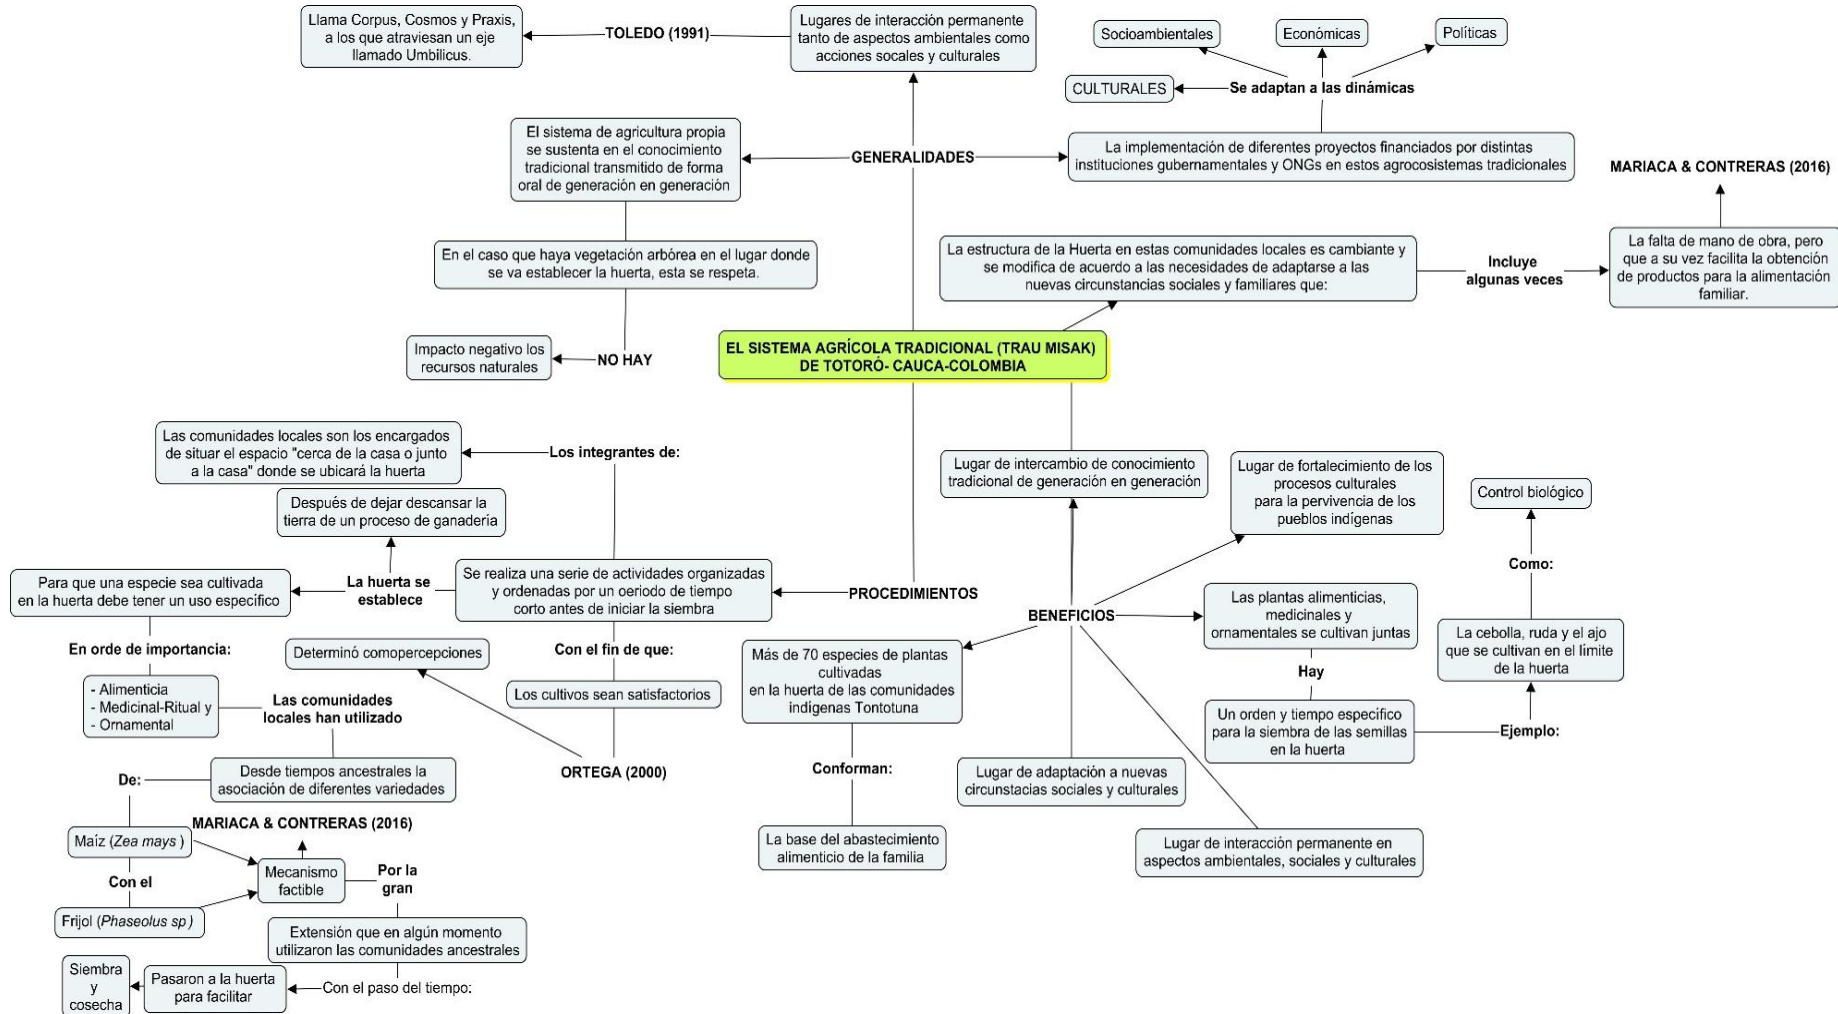 Llama Corpus, Cosmos y Praxis,
a los que atraviesan un eje
llamado Umbilicus.
TOLEDO (1991)
Lugares de interacción permanente
tanto de aspectos ambientales como
acciones socales y culturales
Socioambientales
Económicas
Políticas
CULTURALES
Se adaptan a las dinámicas
El sistema de agricultura propia
se sustenta en el conocimiento
tradicional transmitido de forma
oral de generación en generación
GENERALIDADES
La implementación de diferentes proyectos financiados por distintas
instituciones gubernamentales y ONGs en estos agrocosistemas tradicionales
MARIACA & CONTRERAS (2016)
En el caso que haya vegetación arbórea en el lugar donde
se va establecer la huerta, esta se respeta.
La estructura de la Huerta en estas comunidades locales es cambiante y
se modifica de acuerdo a las necesidades de adaptarse a las
nuevas circunstancias sociales y familiares que:
Incluye
algunas veces
La falta de mano de obra, pero
que a su vez facilita la obtención
de productos para la alimentación
familiar.
Impacto negativo los
recursos naturales
NO HAY
EL SISTEMA AGRÍCOLA TRADICIONAL (TRAU MISAK)
DE TOTORÓ- CAUCA-COLOMBIA
Las comunidades locales son los encargados
de situar el espacio "cerca de la casa o junto
a la casa" donde se ubicará la huerta
Los integrantes de:
Lugar de intercambio de conocimiento
tradicional de generación en generación
Lugar de fortalecimiento de los
procesos culturales
para la pervivencia de los
pueblos indígenas
Control biológico
Después de dejar descansar la
tierra de un proceso de ganadería
Como:
Para que una especie sea cultivada
en la huerta debe tener un uso específico
La huerta se
establece
Se realiza una serie de actividades organizadas
y ordenadas por un oeriodo de tiempo
corto antes de iniciar la siembra
PROCEDIMIENTOS
BENEFICIOS
Las plantas alimenticias,
medicinales y
ornamentales se cultivan juntas
La cebolla, ruda y el ajo
que se cultivan en el limite
de la huerta
En orde de importancia:
Determinó comopercepciones
Con el fin de que:
Más de 70 especies de plantas
cultivadas
en la huerta de las comunidades
indígenas Tontotuna
Hay
- Alimenticia
- Medicinal-Ritual y
- Ornamental
Las comunidades
locales han utilizado
Los cultivos sean satisfactorios
Un orden y tiempo específico
para la siembra de las semillas
en la huerta
Ejemplo:
De:
Desde tiempos ancestrales la
asociación de diferentes variedades
ORTEGA (2000)
Conforman:
Lugar de adaptación a nuevas
circunstacias sociales y culturales
MARIACA & CONTRERAS (2016)
Maíz (Zea mays )
Mecanismo
factible
Por la
gran
La base del abastecimiento
alimenticio de la familia
Lugar de interacción permanente en
aspectos ambientales, sociales y culturales
Con el
Frijol (Phaseolus sp )
Extensión que en algún momento
utilizaron las comunidades ancestrales
Siembra
y
cosecha
Pasaron a la huerta
para facilitar
Con el paso del tiempo: